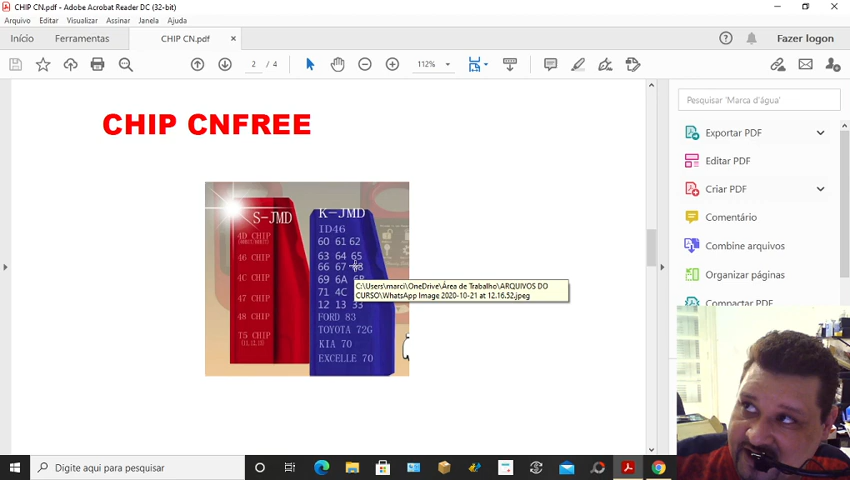 CHIP CN.pdf - Adobe Acrobat Reader DC (32-bit)
Arquivo Editar Visualizar Assinar Janela Ajuda
Início Ferramentas CHIP CN.pdf × Fazer logon
2 / 4 112%
CHIP CNFREE
S-JMD
4D CHIP
46 CHIP
4C CHIP
47 CHIP
48 CHIP
T5 CHIP
(11,12,13)
K-JMD
ID46
60 61 62
63 64 65
66 67 68
69 6A 6B
71 4C
12 13 33
FORD 83
TOYOTA 72G
KIA 70
EXCELLE 70
C:\Users\marci\OneDrive\Área de Trabalho\ARQUIVOS DO
CURSO\WhatsApp Image 2020-10-21 at 12.16.52.jpeg
Pesquisar 'Marca d'água'
Exportar PDF
Editar PDF
Criar PDF
Comentário
Combine arquivos
Organizar páginas
Compactar PDF
Digite aqui para pesquisar